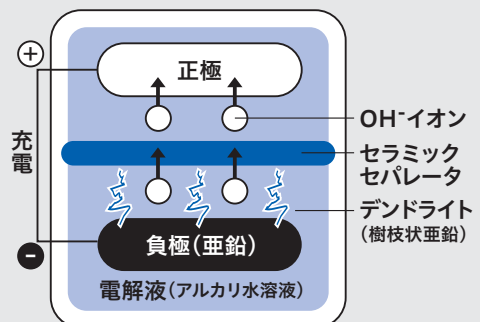 +
正極
OH⁻イオン
充電
セラミック
セパレータ
デンドライト
(樹枝状亜鉛)
負極(亜鉛)
-
電解液(アルカリ水溶液)